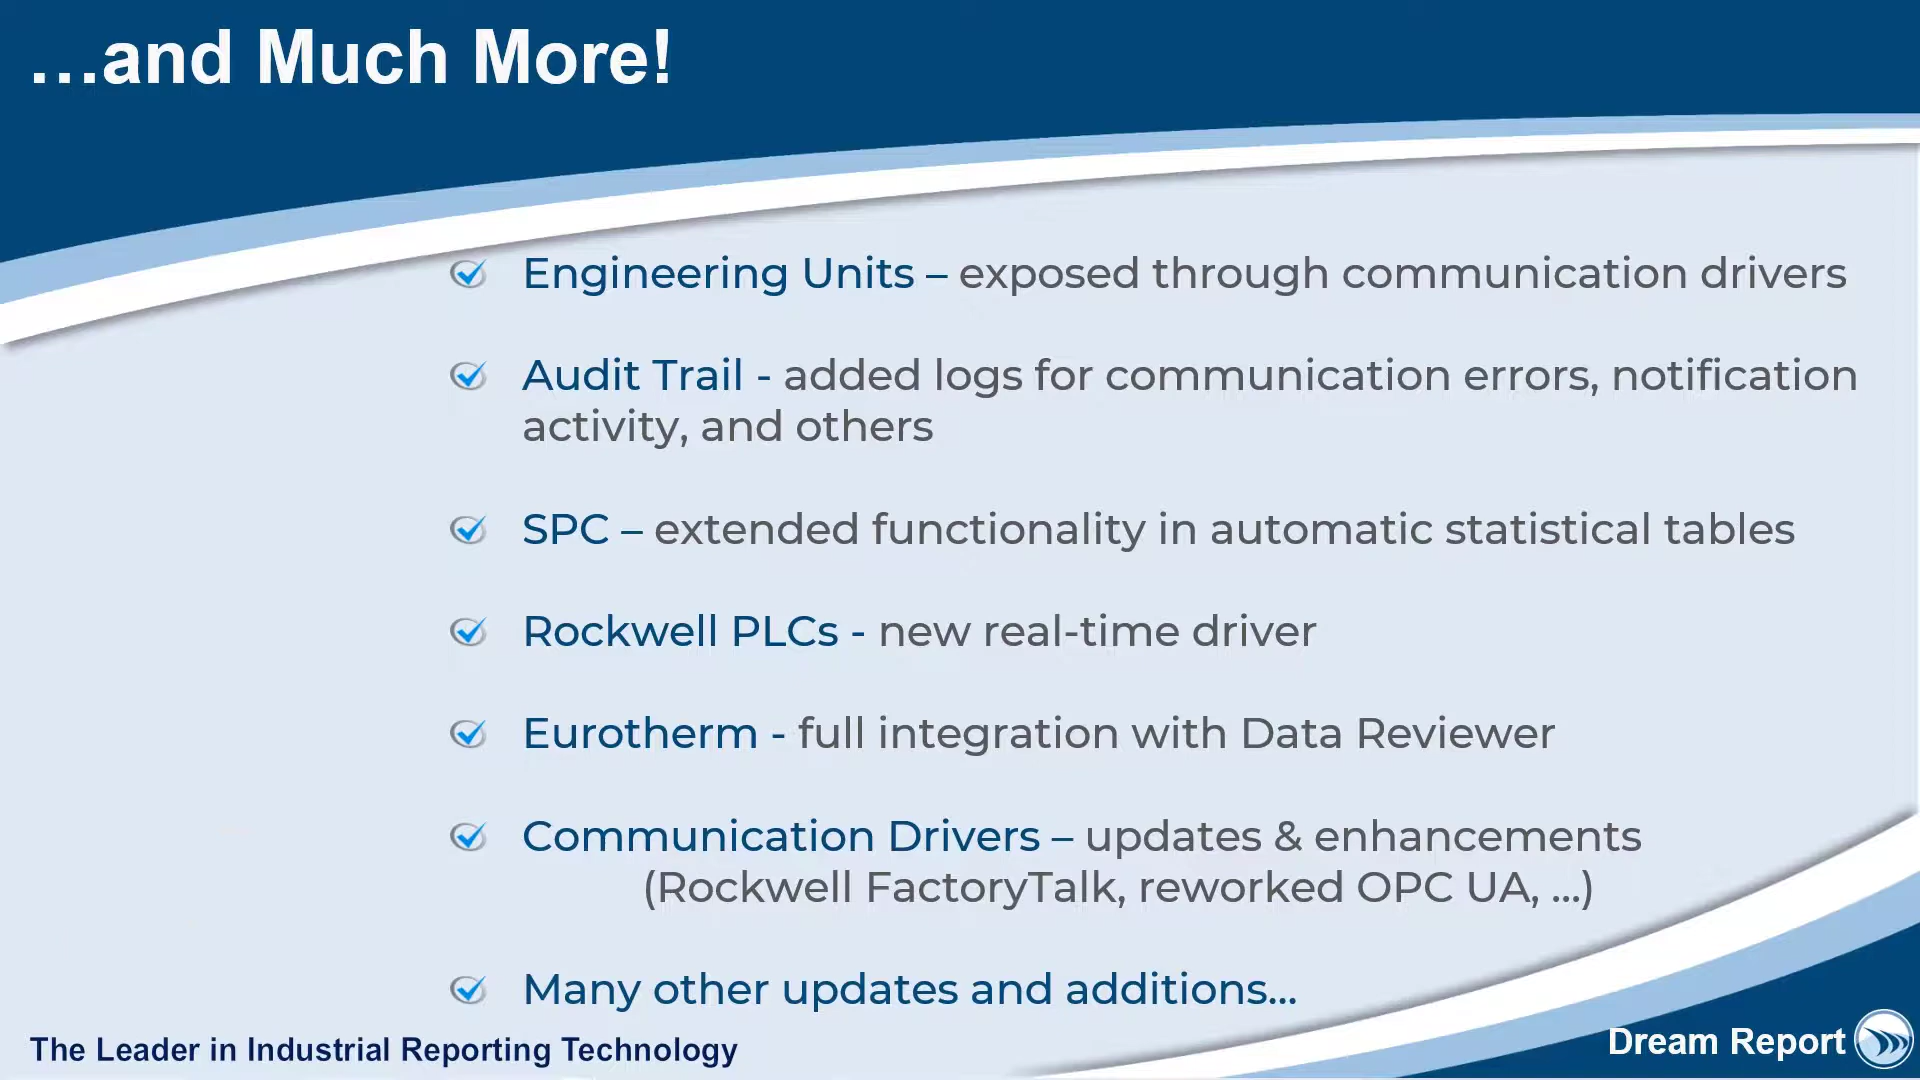 ...and Much More!
Engineering Units – exposed through communication drivers
Audit Trail - added logs for communication errors, notification
activity, and others
SPC – extended functionality in automatic statistical tables
Rockwell PLCs - new real-time driver
Eurotherm - full integration with Data Reviewer
Communication Drivers – updates & enhancements
(Rockwell FactoryTalk, reworked OPC UA, ...)
Many other updates and additions...
The Leader in Industrial Reporting Technology
Dream Report